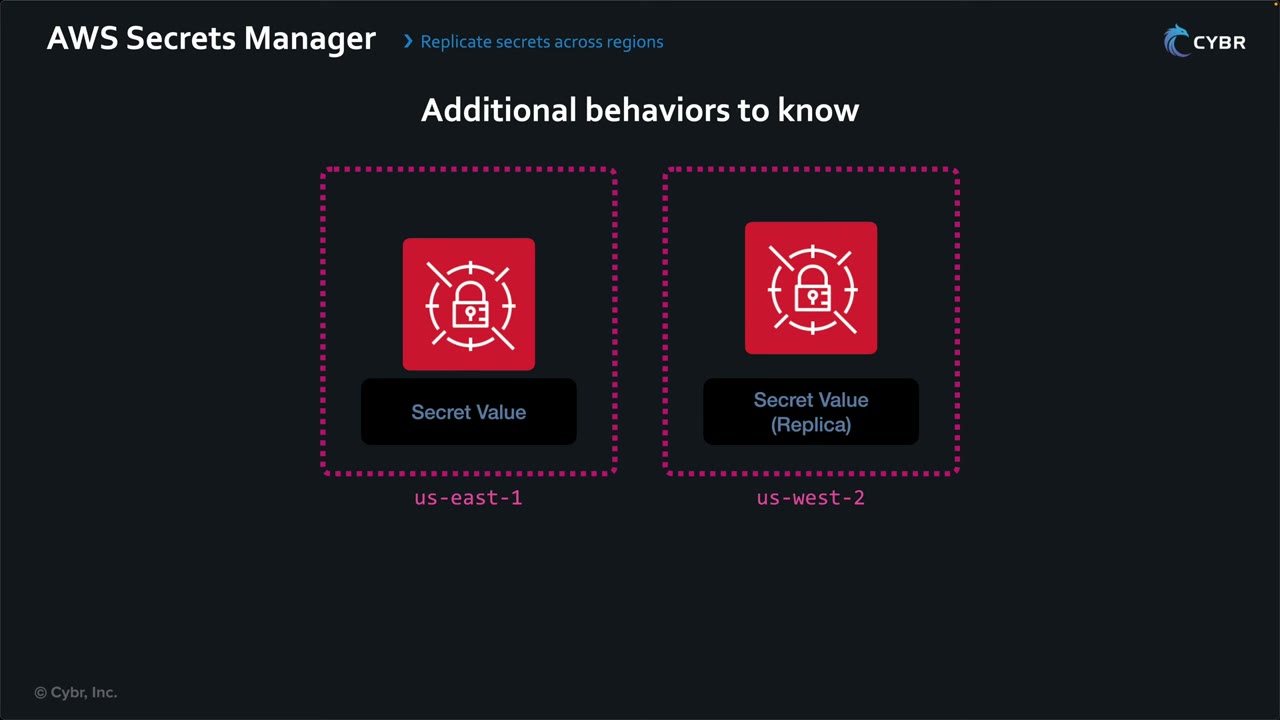 AWS Secrets Manager
❯ Replicate secrets across regions
CYBR
Additional behaviors to know
Secret Value
Secret Value
(Replica)
us-east-1
us-west-2
© Cybr, Inc.